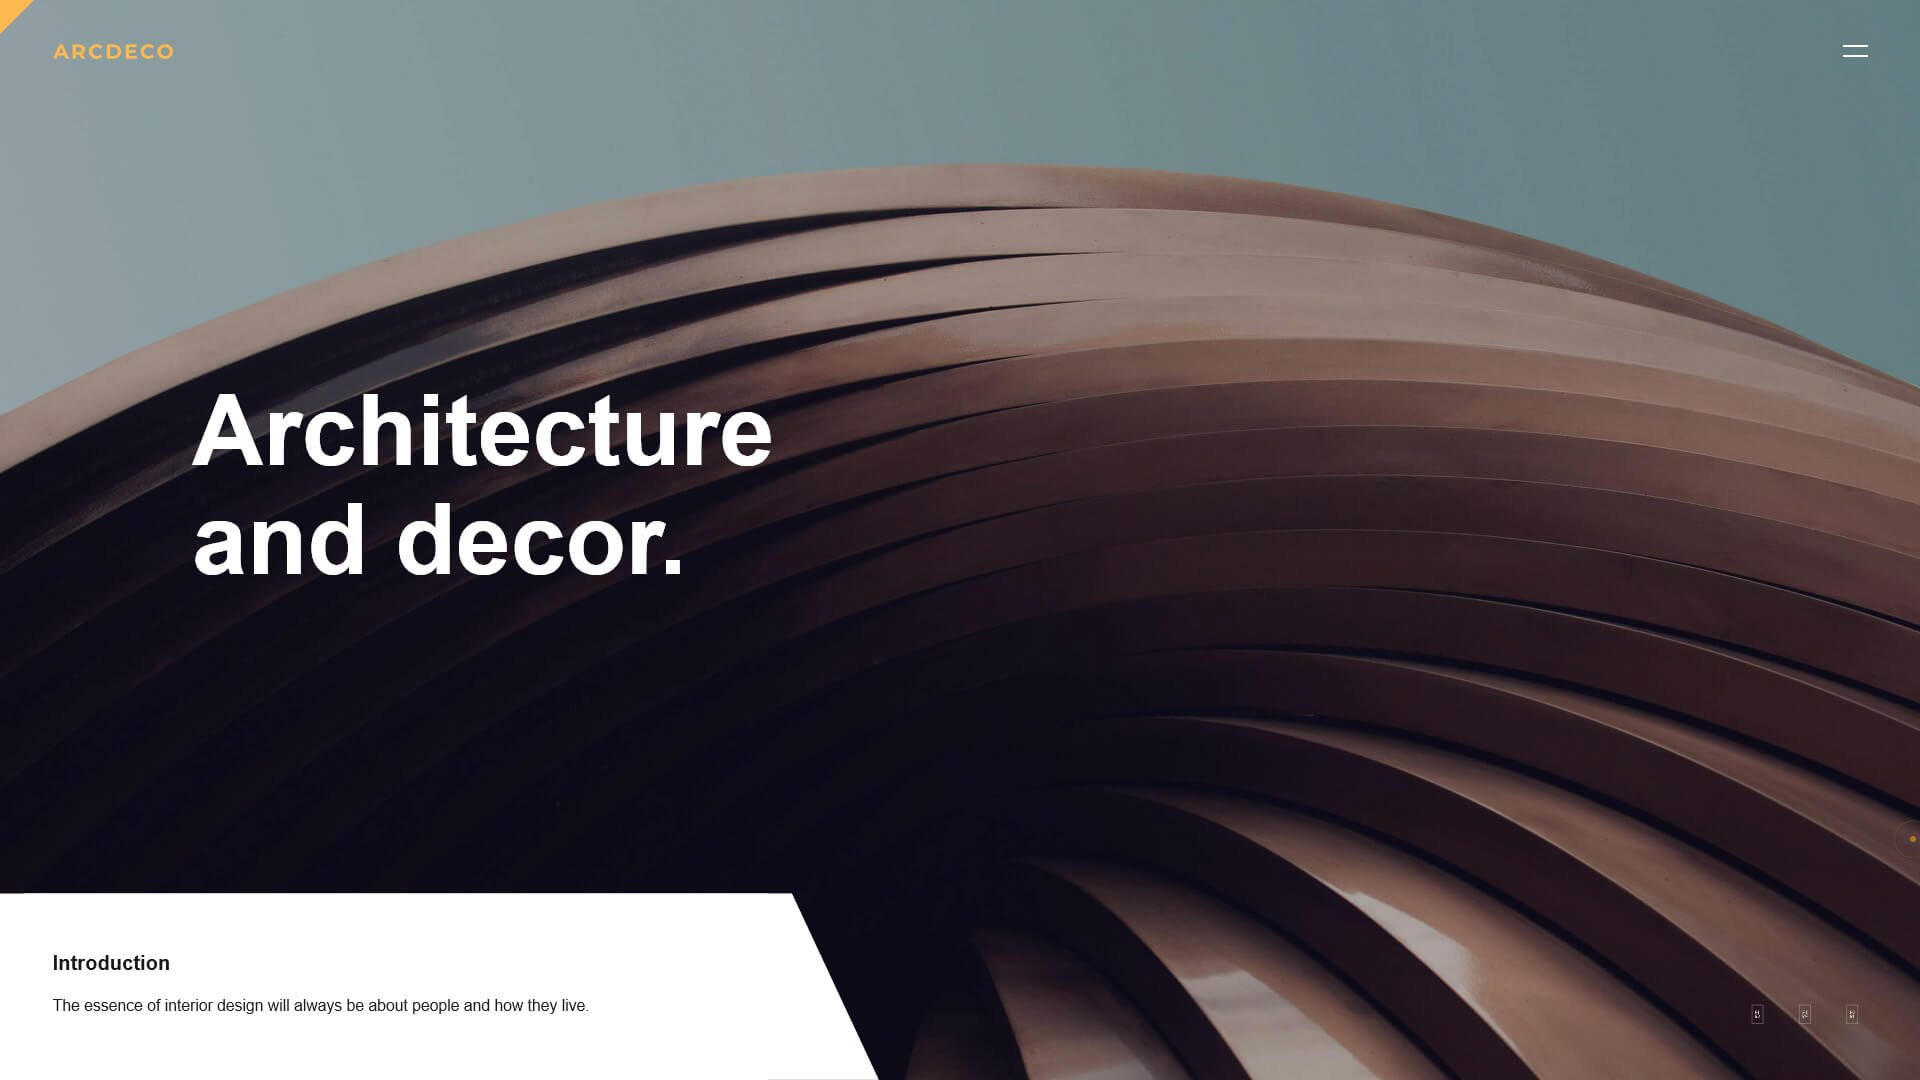 ARCDECO
Architecture
and decor.
Introduction
The essence of interior design will always be about people and how they live.